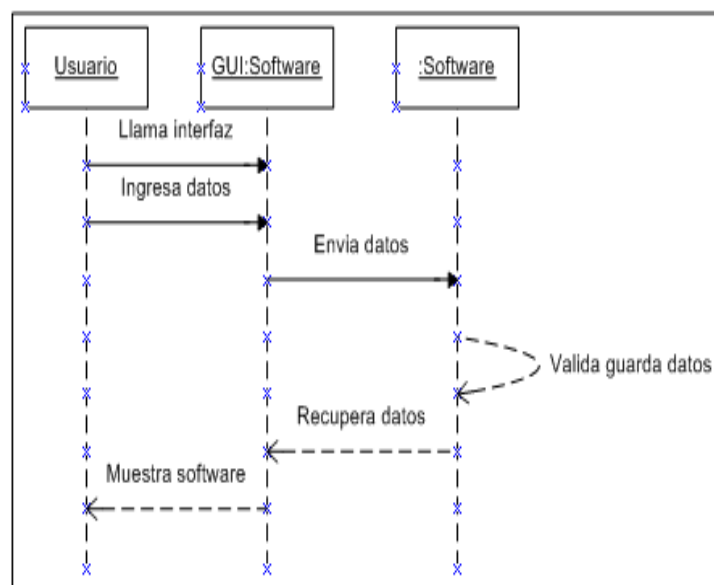 Usuario
GUI:Software
:Software
Llama interfaz
Ingresa datos
Envia datos
Valida guarda datos
Recupera datos
Muestra software